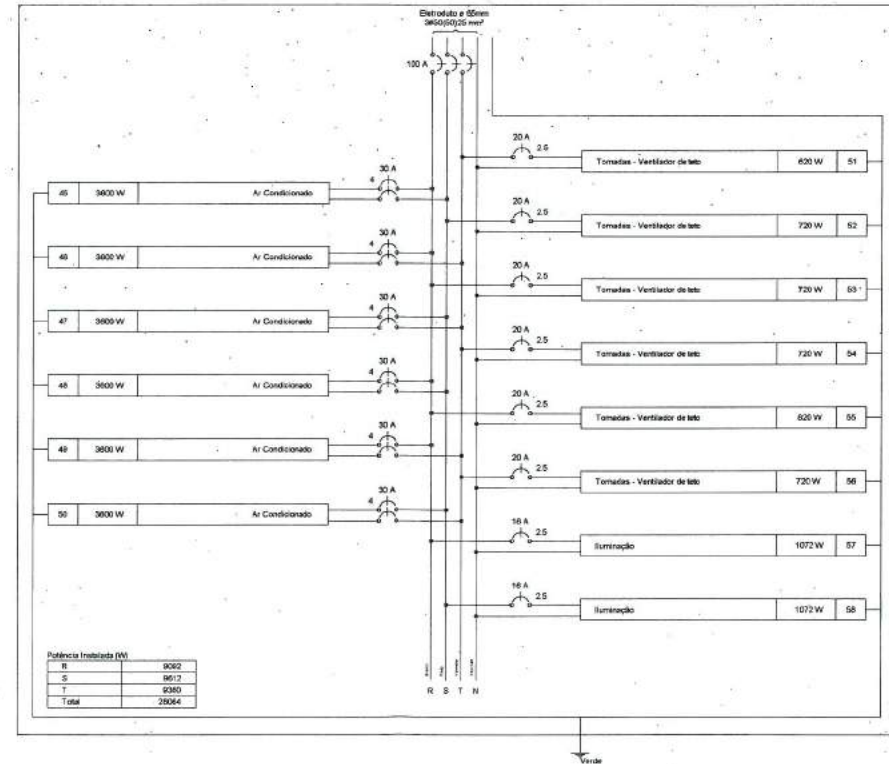 Eletroduto ø 65mm
3#50(50)25 mm²
100 A
30 A
4
45 3600 W Ar Condicionado
30 A
4
46 3600 W Ar Condicionado
30 A
4
47 3600 W Ar Condicionado
30 A
4
48 3600 W Ar Condicionado
30 A
4
49 3600 W Ar Condicionado
30 A
4
50 3600 W Ar Condicionado
20 A
2.5
Tomadas - Ventilador de teto 620 W 51
20 A
2.5
Tomadas - Ventilador de teto 720 W 52
20 A
2.5
Tomadas - Ventilador de teto 720 W 53
20 A
2.5
Tomadas - Ventilador de teto 720 W 54
20 A
2.5
Tomadas - Ventilador de teto 820 W 55
20 A
2.5
Tomadas - Ventilador de teto 720 W 56
16 A
2.5
Iluminação 1072 W 57
16 A
2.5
Iluminação 1072 W 58
Potência Instalada (W)
R 9092
S 9612
T 9360
Total 28064
R S T N
Verde